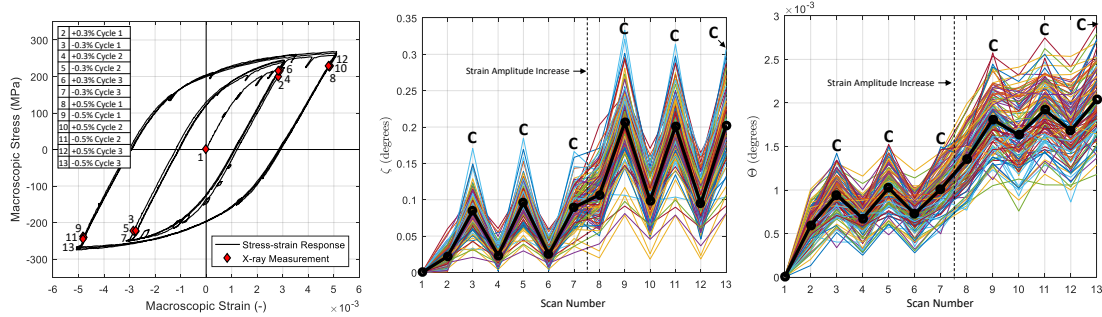 2 +0.3% Cycle 1
3 -0.3% Cycle 1
4 +0.3% Cycle 2
5 -0.3% Cycle 2
6 +0.3% Cycle 3
7 -0.3% Cycle 3
8 +0.5% Cycle 1
9 -0.5% Cycle 1
10 +0.5% Cycle 2
11 -0.5% Cycle 2
12 +0.5% Cycle 3
13 -0.5% Cycle 3
300
200
100
0
-100
-200
-300
Macroscopic Stress (MPa)
1
6
4
2
12
10
8
3
5
7
9
11
13
Stress-strain Response
X-ray Measurement
-6 -5 -4 -3 -2 -1 0 1 2 3 4 5 6
Macroscopic Strain (-)
×10⁻³
0.35
0.3
0.25
0.2
0.15
0.1
0.05
0
ζ (degrees)
Strain Amplitude Increase
C
C
C
C
C
C
1 2 3 4 5 6 7 8 9 10 11 12 13
Scan Number
×10⁻³
3
2.5
2
1.5
1
0.5
0
Θ (degrees)
Strain Amplitude Increase
C
C
C
C
C
C
1 2 3 4 5 6 7 8 9 10 11 12 13
Scan Number